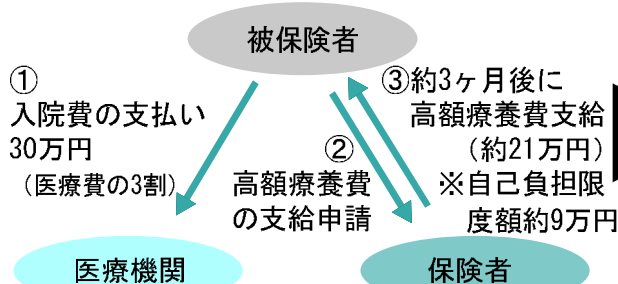 被保険者
①
入院費の支払い
30万円
（医療費の3割）
②
高額療養費
の支給申請
③約3ヶ月後に
高額療養費支給
（約21万円）
※自己負担限
度額約9万円
医療機関
保険者